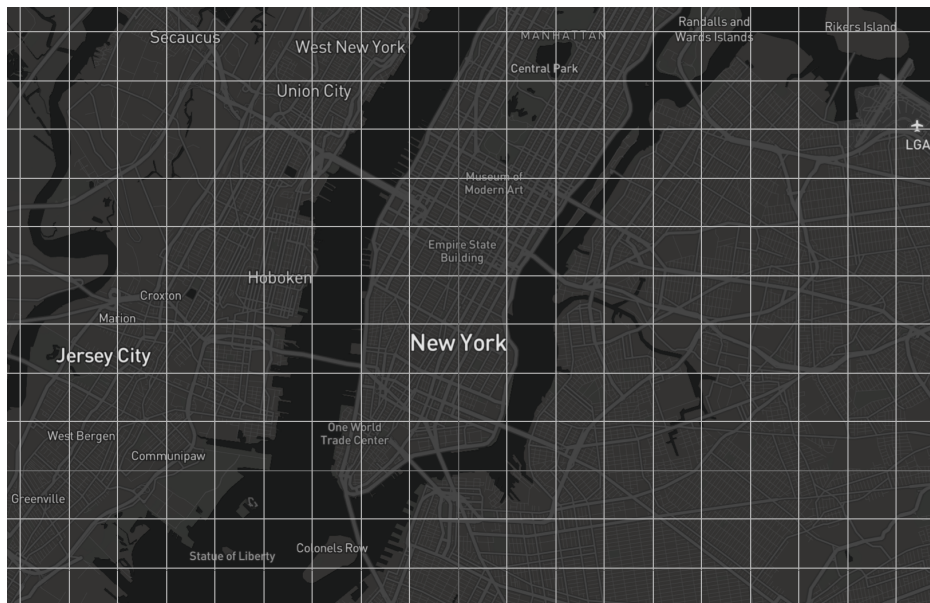 Randalls and
Wards Islands
Rikers Island
Secaucus
West New York
MANHATTAN
Central Park
Union City
LGA
Museum of
Modern Art
Empire State
Building
Hoboken
Croxton
Marion
New York
Jersey City
One World
Trade Center
West Bergen
Communipaw
Greenville
Colonels Row
Statue of Liberty